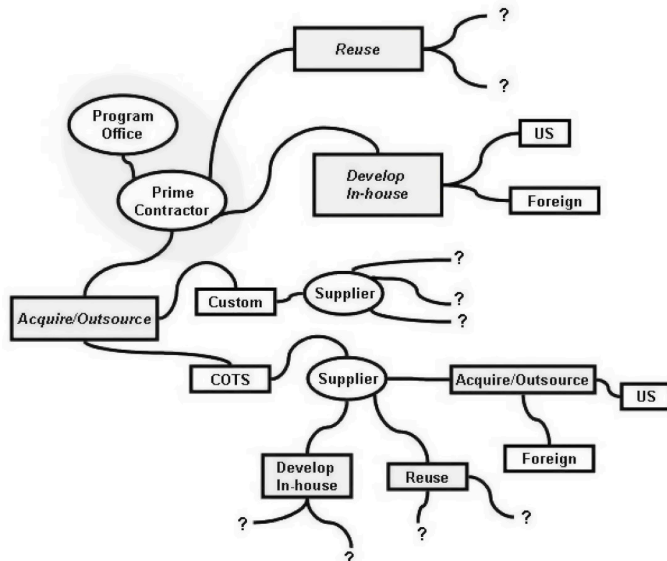 ?
Reuse
?
Program
Office
US
Develop
In-house
Prime
Contractor
Foreign
?
Custom
Supplier
?
Acquire/Outsource
?
COTS
Supplier
Acquire/Outsource
US
Foreign
Develop
In-house
Reuse
?
?
?
?